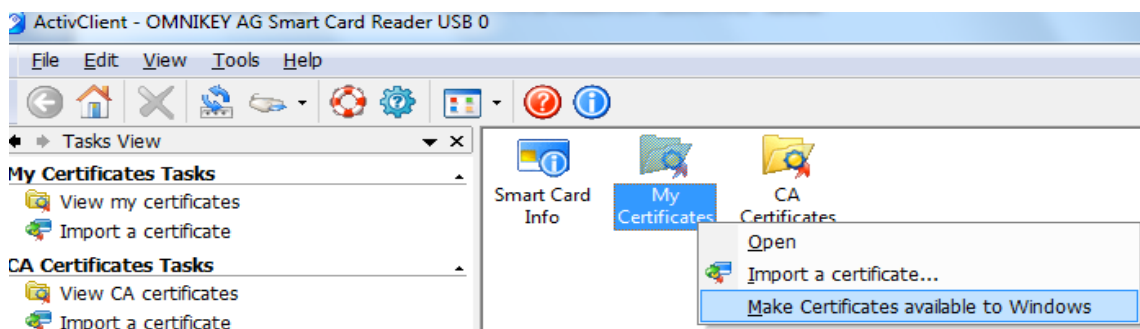 ActivClient - OMNIKEY AG Smart Card Reader USB 0
File Edit View Tools Help
Tasks View
My Certificates Tasks
View my certificates
Import a certificate
CA Certificates Tasks
View CA certificates
Import a certificate
Smart Card
Info
My
Certificates
CA
Certificates
Open
Import a certificate...
Make Certificates available to Windows